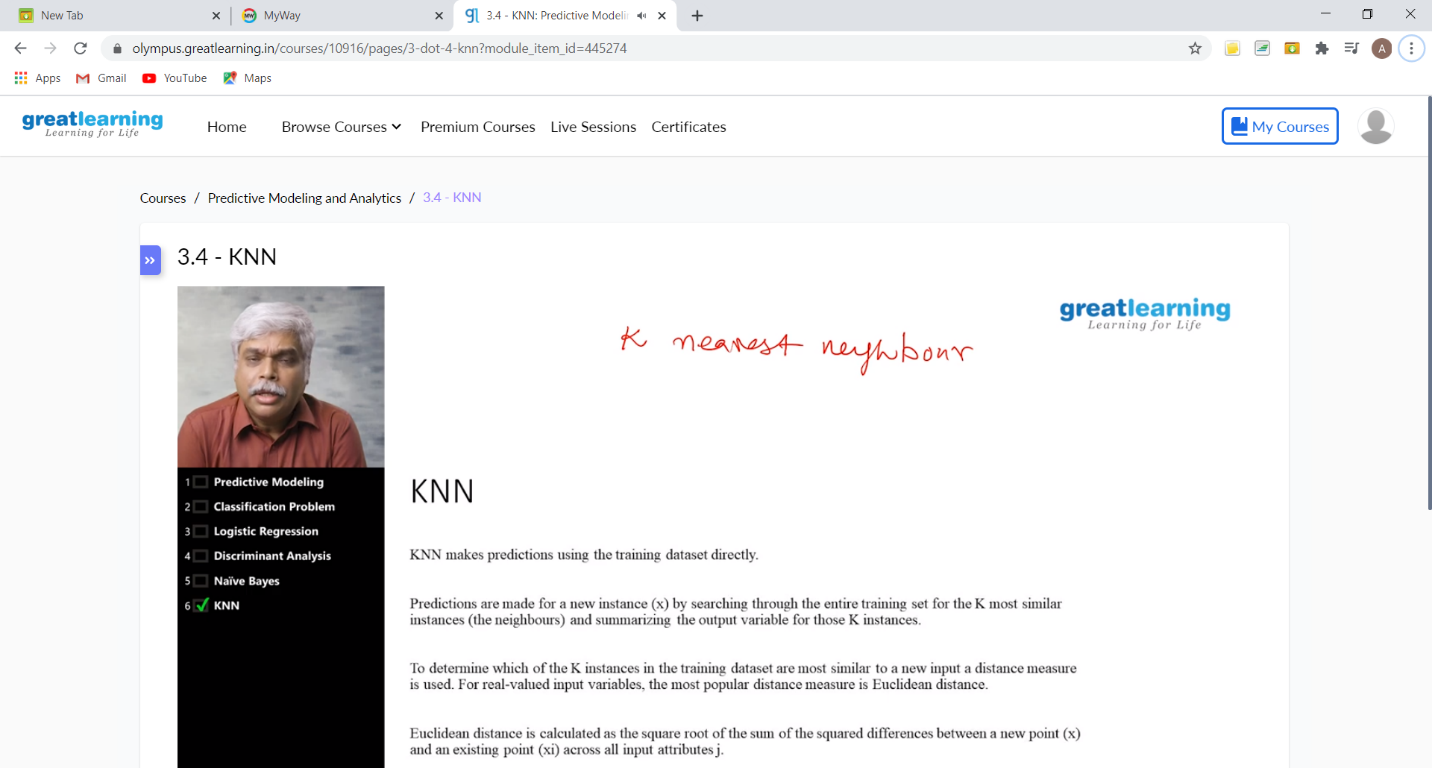 New Tab
MyWay
3.4 - KNN: Predictive Modelin
olympus.greatlearning.in/courses/10916/pages/3-dot-4-knn?module_item_id=445274
A
Apps Gmail YouTube Maps
greatlearning
Learning for Life
Home Browse Courses Premium Courses Live Sessions Certificates
My Courses
Courses / Predictive Modeling and Analytics / 3.4 - KNN
» 3.4 - KNN
greatlearning
Learning for Life
K nearest neighbour
1 Predictive Modeling
2 Classification Problem
3 Logistic Regression
4 Discriminant Analysis
5 Naïve Bayes
6 KNN
KNN
KNN makes predictions using the training dataset directly.
Predictions are made for a new instance (x) by searching through the entire training set for the K most similar
instances (the neighbours) and summarizing the output variable for those K instances.
To determine which of the K instances in the training dataset are most similar to a new input a distance measure
is used. For real-valued input variables, the most popular distance measure is Euclidean distance.
Euclidean distance is calculated as the square root of the sum of the squared differences between a new point (x)
and an existing point (xi) across all input attributes j.